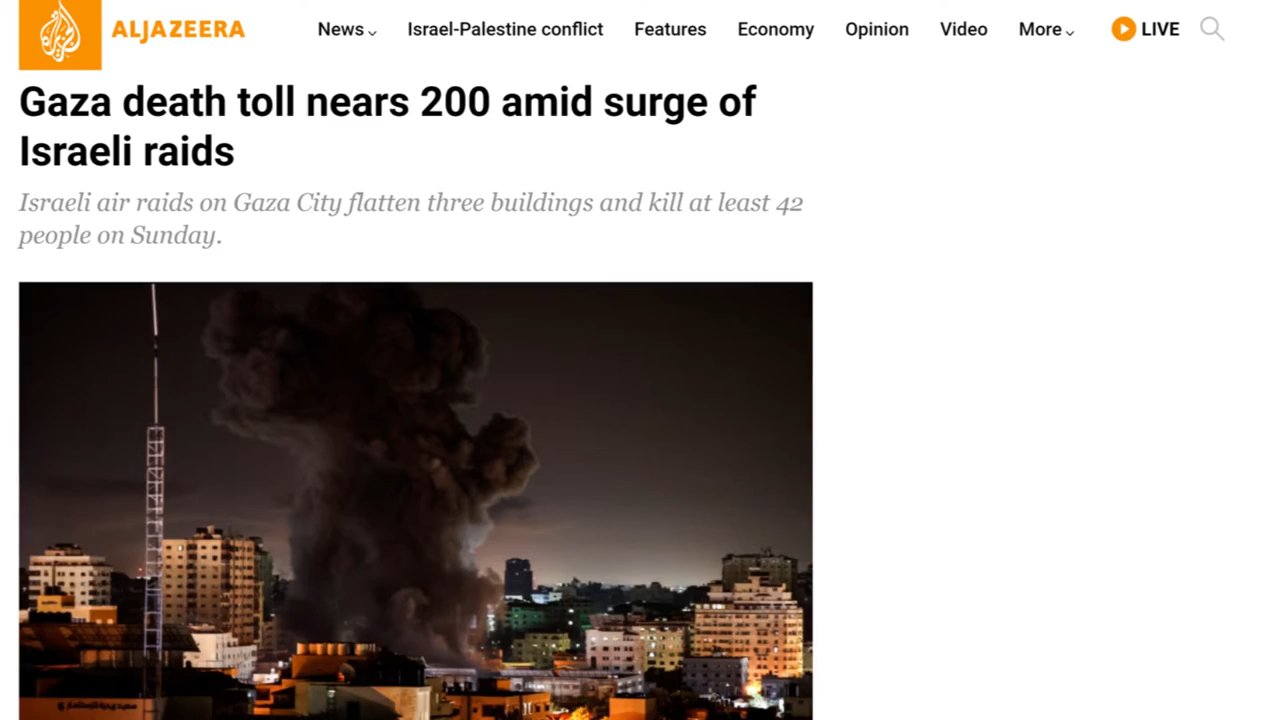 ALJAZEERA
News
Israel-Palestine conflict
Features
Economy
Opinion
Video
More
LIVE
Gaza death toll nears 200 amid surge of
Israeli raids
Israeli air raids on Gaza City flatten three buildings and kill at least 42
people on Sunday.